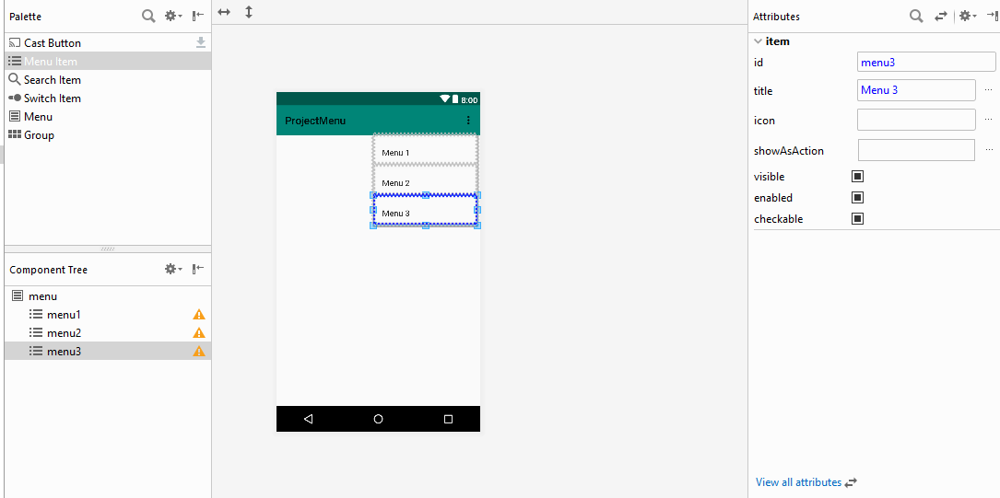 Palette
Cast Button
Menu Item
Search Item
Switch Item
Menu
Group
Component Tree
menu
menu1
menu2
menu3
8:00
ProjectMenu
Menu 1
Menu 2
Menu 3
Attributes
item
id menu3
title Menu 3 ...
icon ...
showAsAction ...
visible
enabled
checkable
View all attributes